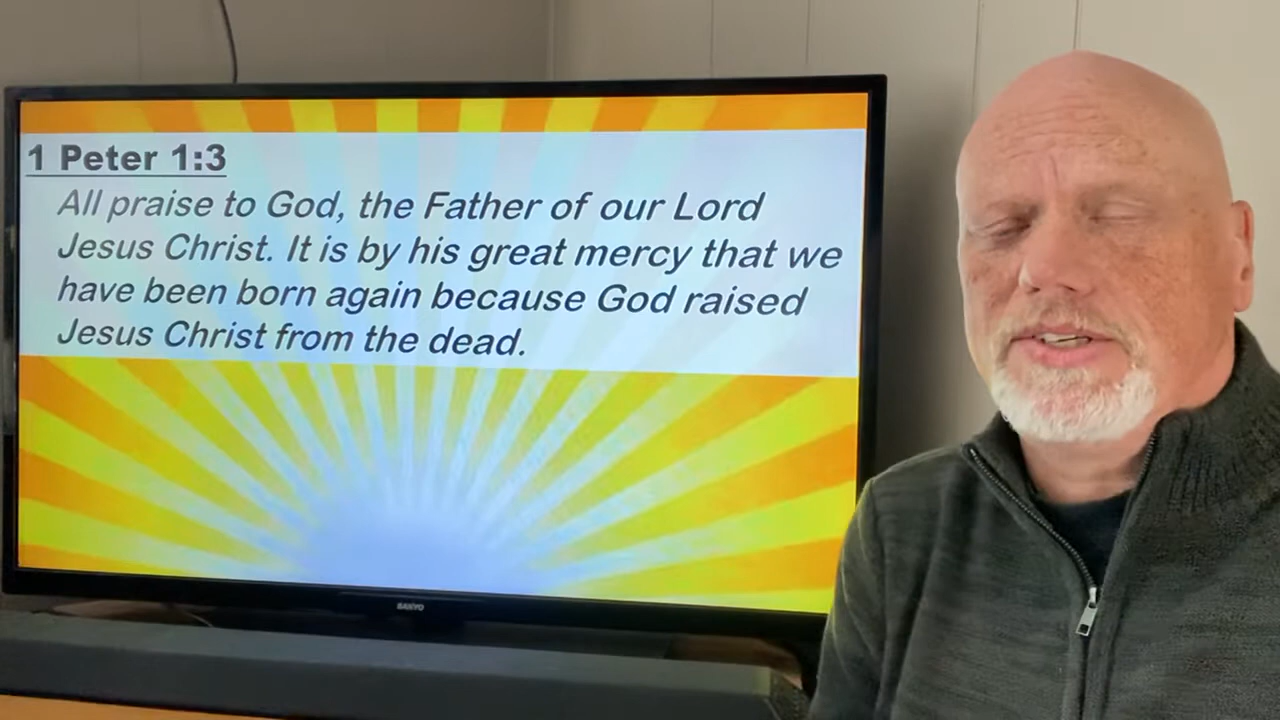 1 Peter 1:3
All praise to God, the Father of our Lord
Jesus Christ. It is by his great mercy that we
have been born again because God raised
Jesus Christ from the dead.
SANYO